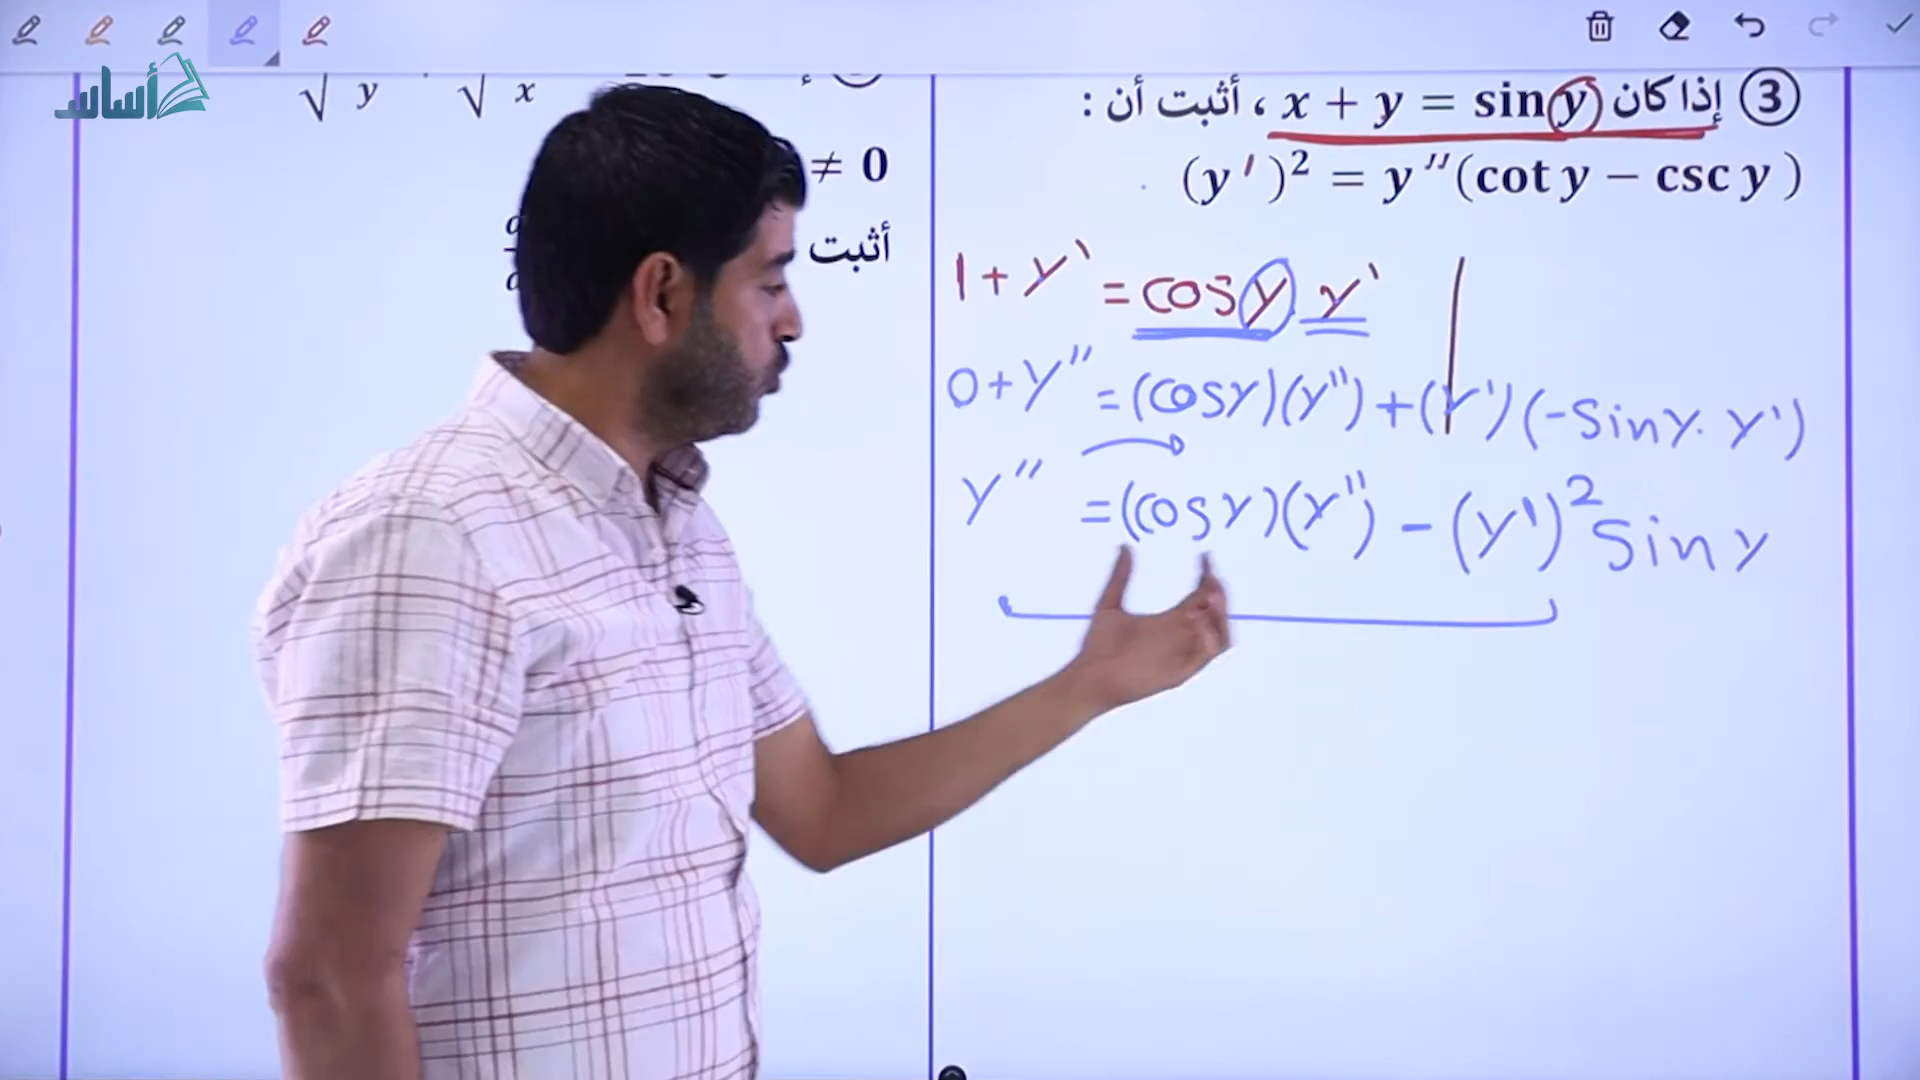 أساس
③ إذا كان x + y = sin y ، أثبت أن :
(y ′)² = y ″(cot y − csc y )
1 + y` = cos y y`
0 + y″ = (cos y)(y″) + (y′)(−sin y. y′)
y″ = (cos y)(y″) − (y′)² sin y
√ y √ x
≠ 0
أثبت